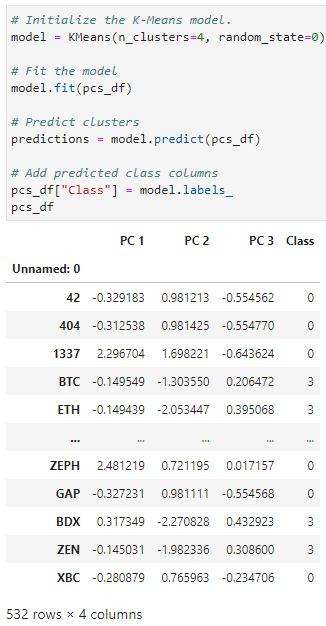 # Initialize the K-Means model.
model = KMeans(n_clusters=4, random_state=0)
# Fit the model
model.fit(pcs_df)
# Predict clusters
predictions = model.predict(pcs_df)
# Add predicted class columns
pcs_df["Class"] = model.labels_
pcs_df
PC 1 PC 2 PC 3 Class
Unnamed: 0
42 -0.329183 0.981213 -0.554562 0
404 -0.312538 0.981425 -0.554770 0
1337 2.296704 1.698221 -0.643624 0
BTC -0.149549 -1.303550 0.206472 3
ETH -0.149439 -2.053447 0.395068 3
... ... ... ... ...
ZEPH 2.481219 0.721195 0.017157 0
GAP -0.327231 0.981111 -0.554568 0
BDX 0.317349 -2.270828 0.432923 3
ZEN -0.145031 -1.982336 0.308600 3
XBC -0.280879 0.765963 -0.234706 0
532 rows × 4 columns